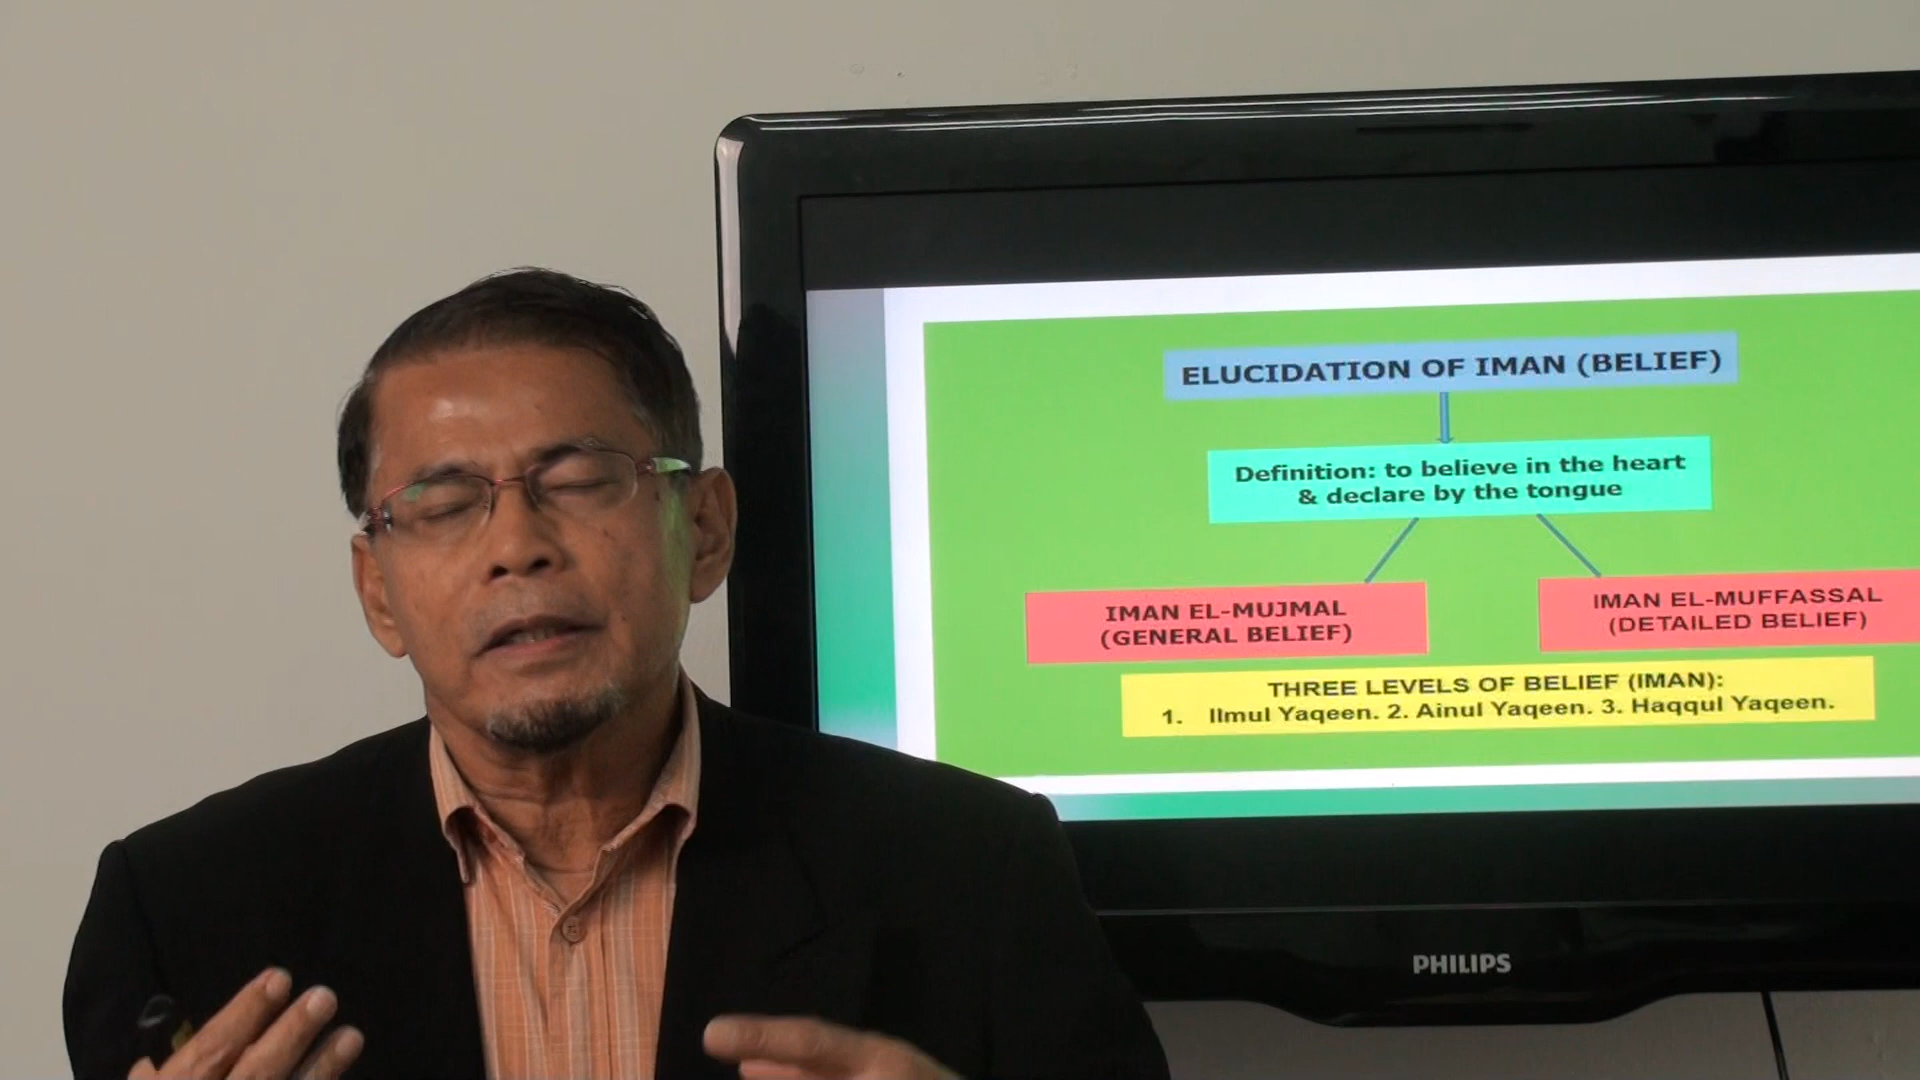 ELUCIDATION OF IMAN (BELIEF)
Definition: to believe in the heart
& declare by the tongue
IMAN EL-MUJMAL
(GENERAL BELIEF)
IMAN EL-MUFFASSAL
(DETAILED BELIEF)
THREE LEVELS OF BELIEF (IMAN):
1. Ilmul Yaqeen. 2. Ainul Yaqeen. 3. Haqqul Yaqeen.
PHILIPS